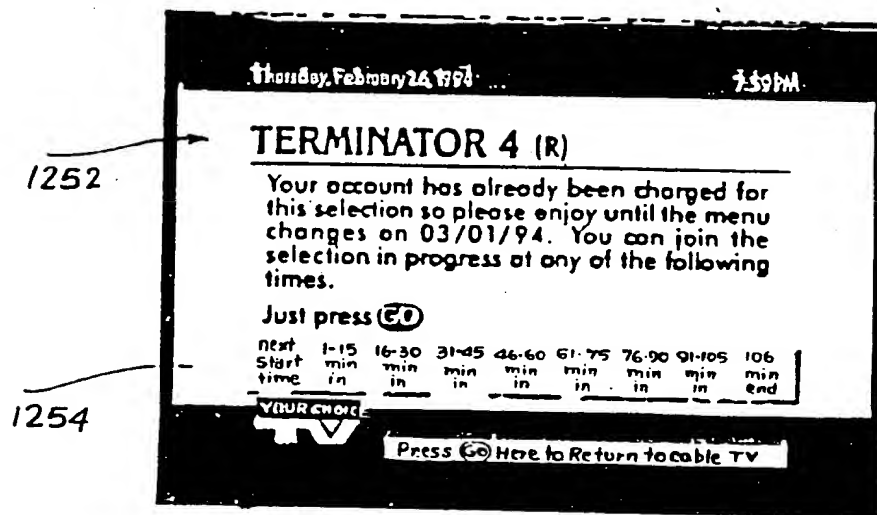 Thursday, February 26, 1994 7:59PM
TERMINATOR 4 (R)
1252
Your account has already been charged for
this selection so please enjoy until the menu
changes on 03/01/94. You can join the
selection in progress at any of the following
times.
Just press GO
next start time 1-15 min in 16-30 min in 31-45 min in 46-60 min in 61-75 min in 76-90 min in 91-105 min in 106 min end
1254
YOUR CHOICE
TV
Press GO Here to Return to cable TV